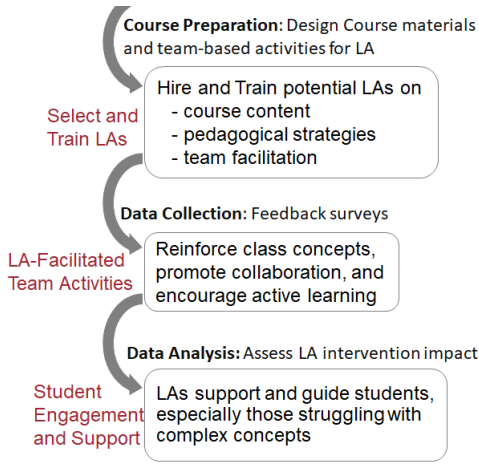 Course Preparation: Design Course materials
and team-based activities for LA
Select and
Train LAs
Hire and Train potential LAs on
- course content
- pedagogical strategies
- team facilitation
Data Collection: Feedback surveys
LA-Facilitated
Team Activities
Reinforce class concepts,
promote collaboration, and
encourage active learning
Data Analysis: Assess LA intervention impact
Student
Engagement
and Support
LAs support and guide students,
especially those struggling with
complex concepts